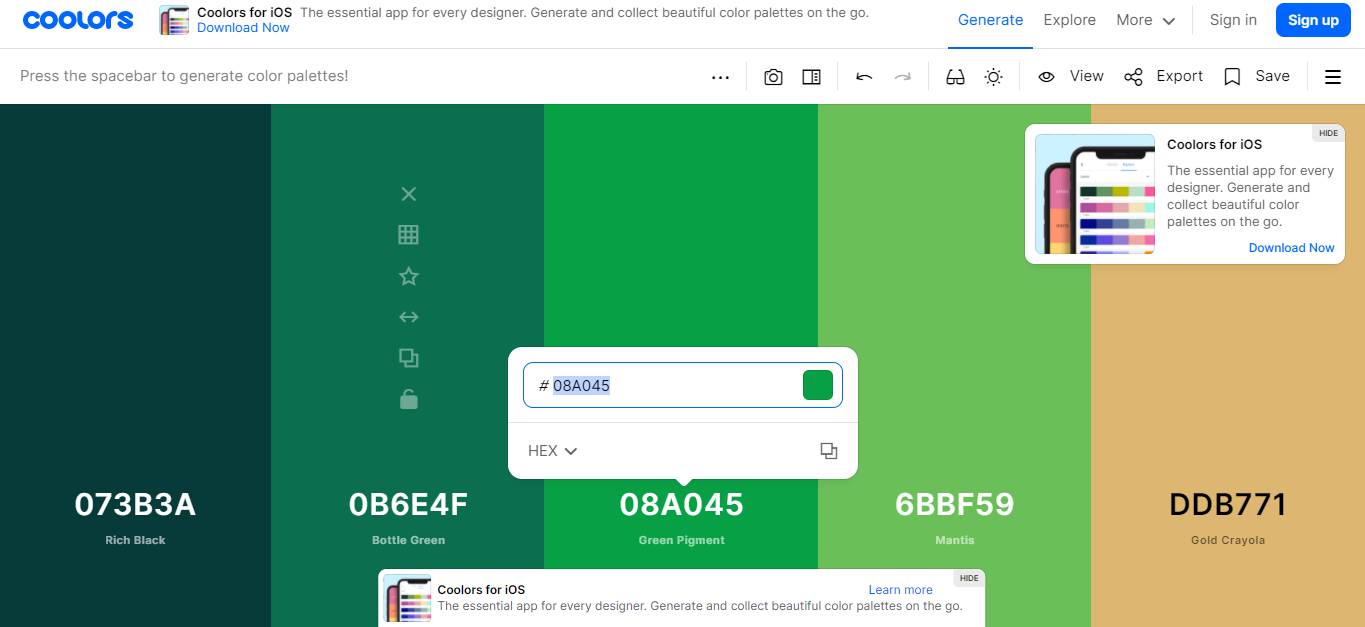 coolors
Coolors for iOS The essential app for every designer. Generate and collect beautiful color palettes on the go.
Download Now
Generate Explore More Sign in Sign up
Press the spacebar to generate color palettes!
View Export Save
HIDE
Coolors for iOS
The essential app for every
designer. Generate and
collect beautiful color
palettes on the go.
Download Now
# 08A045
HEX
073B3A 0B6E4F 08A045 6BBF59 DDB771
Rich Black Bottle Green Green Pigment Mantis Gold Crayola
HIDE
Coolors for iOS Learn more
The essential app for every designer. Generate and collect beautiful color palettes on the go.